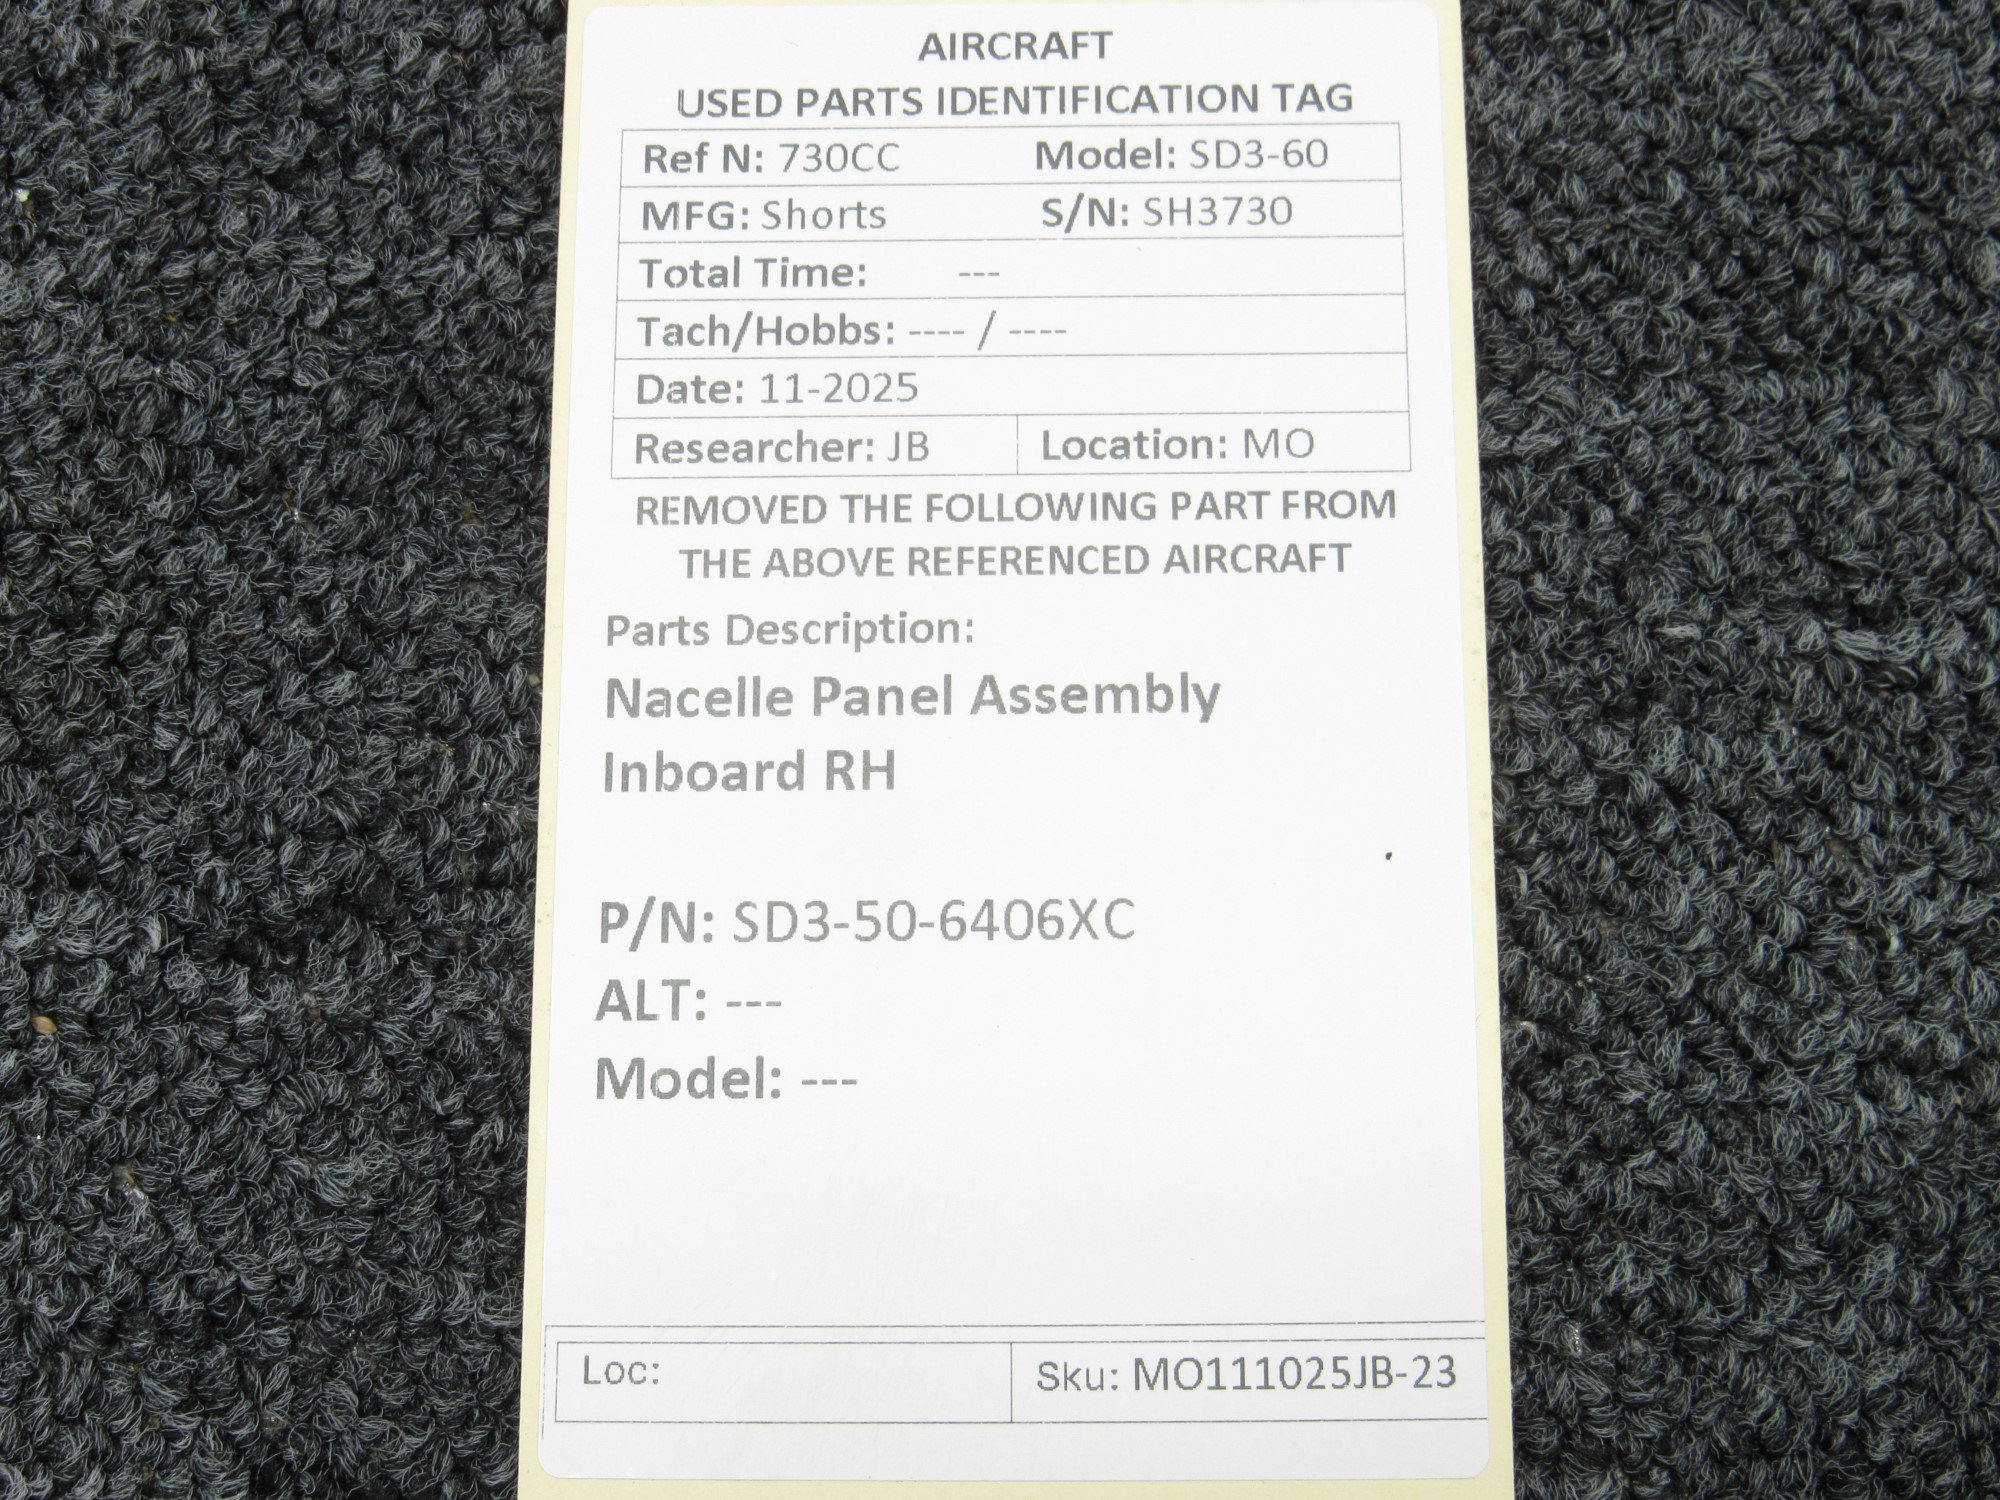 AIRCRAFT
USED PARTS IDENTIFICATION TAG
Ref N: 730CC Model: SD3-60
MFG: Shorts S/N: SH3730
Total Time: ---
Tach/Hobbs: ---- / ----
Date: 11-2025
Researcher: JB Location: MO
REMOVED THE FOLLOWING PART FROM
THE ABOVE REFERENCED AIRCRAFT
Parts Description:
Nacelle Panel Assembly
Inboard RH
P/N: SD3-50-6406XC
ALT: ---
Model: ---
Loc: Sku: MO111025JB-23